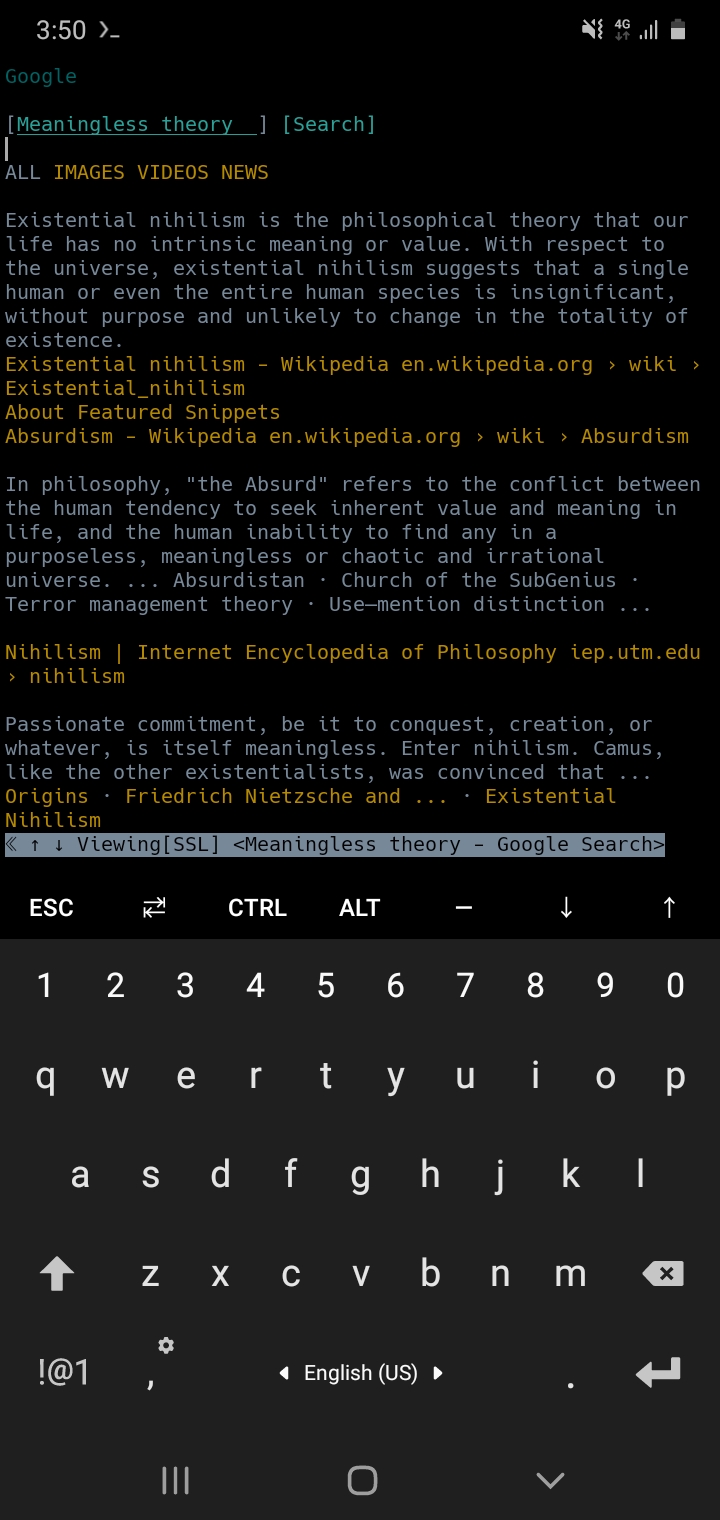 3:50 >_ 4G
Google
[Meaningless theory  ] [Search]
ALL IMAGES VIDEOS NEWS
Existential nihilism is the philosophical theory that our
life has no intrinsic meaning or value. With respect to
the universe, existential nihilism suggests that a single
human or even the entire human species is insignificant,
without purpose and unlikely to change in the totality of
existence.
Existential nihilism - Wikipedia en.wikipedia.org › wiki ›
Existential_nihilism
About Featured Snippets
Absurdism - Wikipedia en.wikipedia.org › wiki › Absurdism
In philosophy, "the Absurd" refers to the conflict between
the human tendency to seek inherent value and meaning in
life, and the human inability to find any in a
purposeless, meaningless or chaotic and irrational
universe. ... Absurdistan · Church of the SubGenius ·
Terror management theory · Use–mention distinction ...
Nihilism | Internet Encyclopedia of Philosophy iep.utm.edu
› nihilism
Passionate commitment, be it to conquest, creation, or
whatever, is itself meaningless. Enter nihilism. Camus,
like the other existentialists, was convinced that ...
Origins · Friedrich Nietzsche and ... · Existential
Nihilism
« ↑ ↓ Viewing[SSL] <Meaningless theory - Google Search>
ESC ⇄ CTRL ALT — ↓ ↑
1 2 3 4 5 6 7 8 9 0
q w e r t y u i o p
a s d f g h j k l
z x c v b n m
!@1 , English (US) .